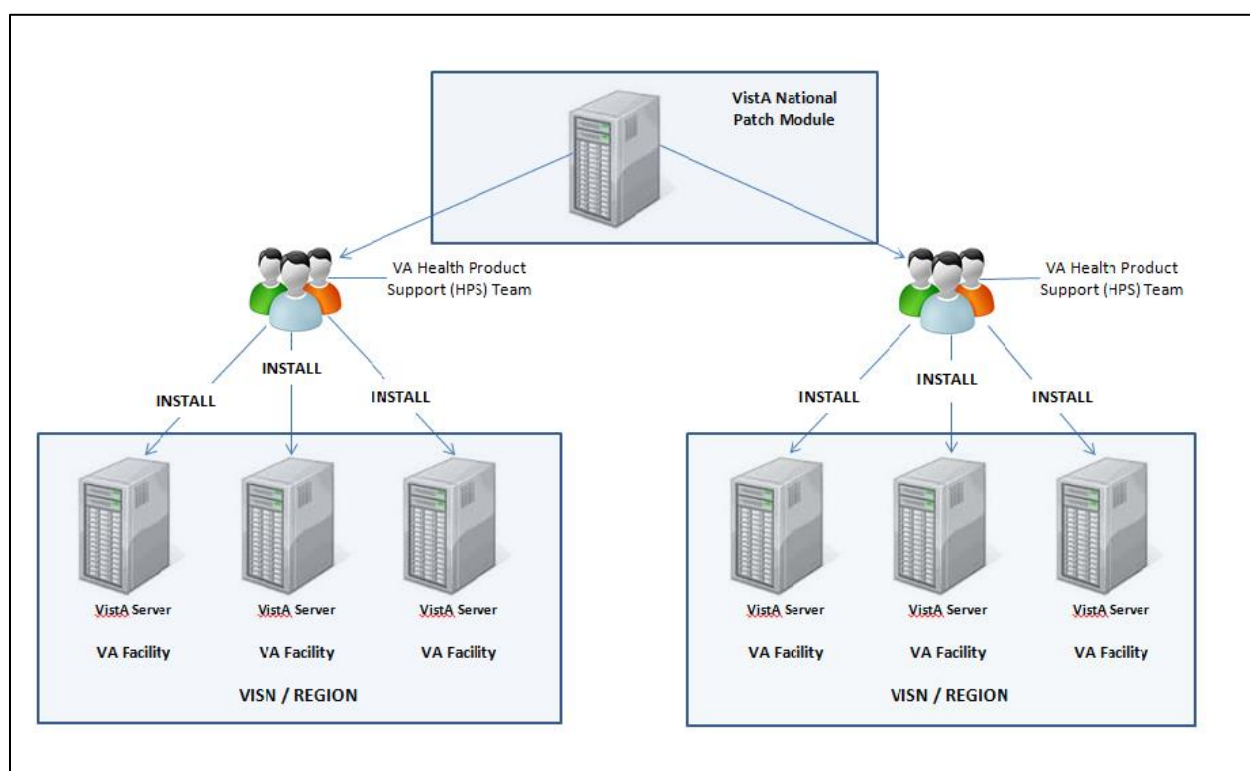 VistA National
Patch Module
VA Health Product
Support (HPS) Team
VA Health Product
Support (HPS) Team
INSTALL
INSTALL
INSTALL
INSTALL
INSTALL
INSTALL
VistA Server
VistA Server
VistA Server
VA Facility
VA Facility
VA Facility
VISN / REGION
VistA Server
VistA Server
VistA Server
VA Facility
VA Facility
VA Facility
VISN / REGION